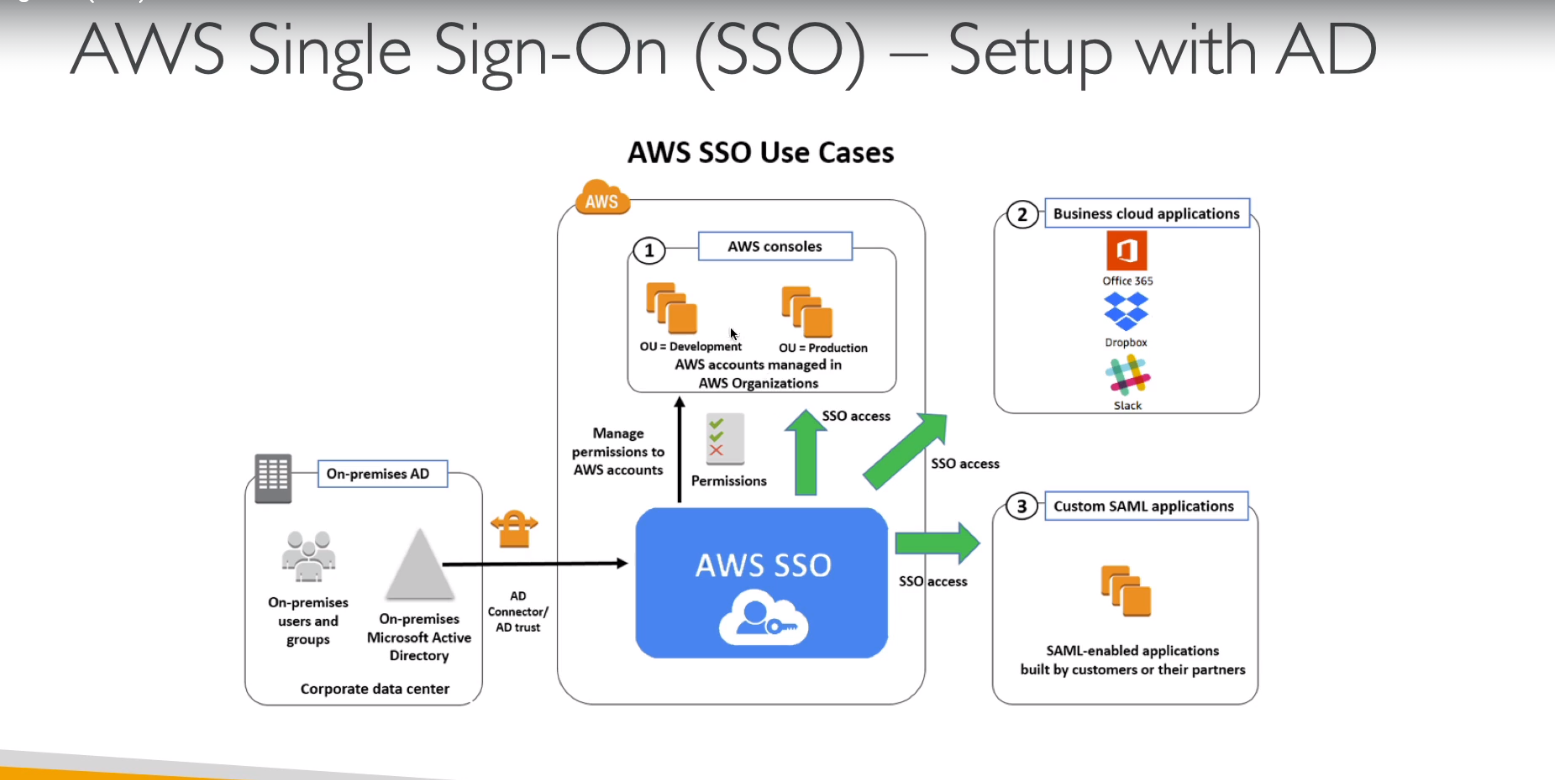 AWS Single Sign-On (SSO) – Setup with AD
AWS SSO Use Cases
AWS
1
AWS consoles
OU = Development
OU = Production
AWS accounts managed in
AWS Organizations
2
Business cloud applications
Office 365
Dropbox
Slack
Manage
permissions to
AWS accounts
Permissions
SSO access
SSO access
On-premises AD
On-premises
users and
groups
On-premises
Microsoft Active
Directory
Corporate data center
AD
Connector/
AD trust
AWS SSO
SSO access
3
Custom SAML applications
SAML-enabled applications
built by customers or their partners